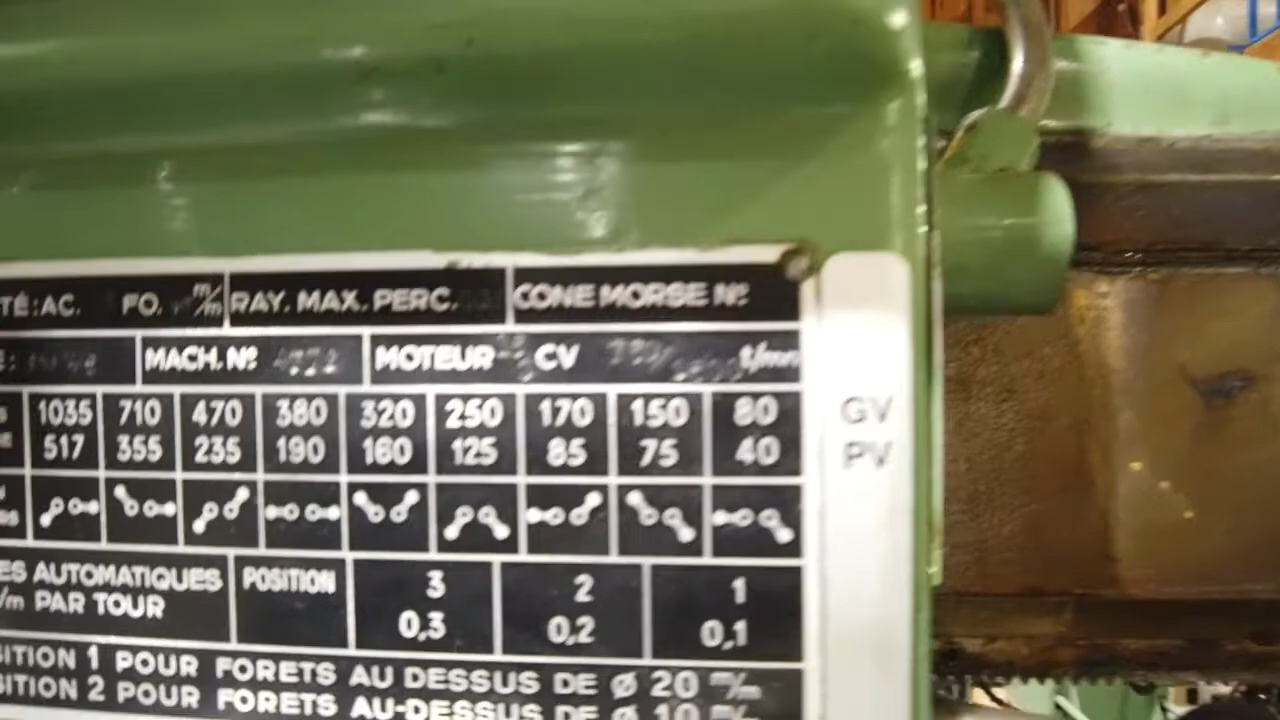 TÉ: AC. FO. m/m RAY. MAX. PERC. CONE MORSE Nº
MACH. Nº MOTEUR CV t/mn
1035 710 470 380 320 250 170 150 80 GV
517 355 235 190 160 125 85 75 40 PV
ES AUTOMATIQUES POSITION 3 2 1
/m PAR TOUR 0,3 0,2 0,1
SITION 1 POUR FORETS AU DESSUS DE Ø 20 m/m
SITION 2 POUR FORETS AU-DESSUS DE Ø 10 m/m